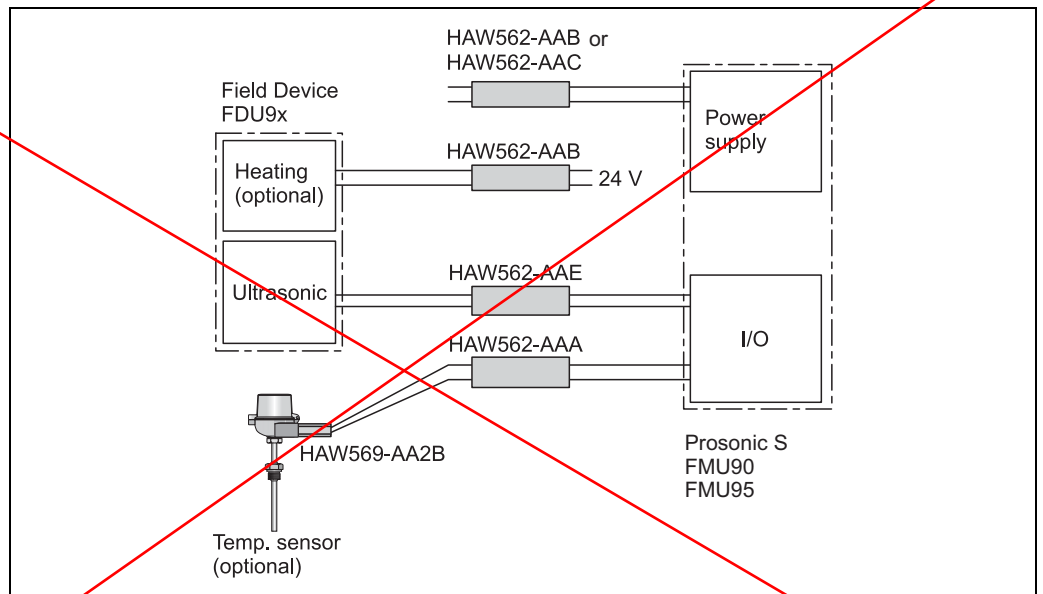 HAW562-AAB or
HAW562-AAC
Field Device
FDU9x
Power
supply
HAW562-AAB
Heating
(optional)
24 V
HAW562-AAE
Ultrasonic
I/O
HAW562-AAA
HAW569-AA2B
Prosonic S
FMU90
FMU95
Temp. sensor
(optional)